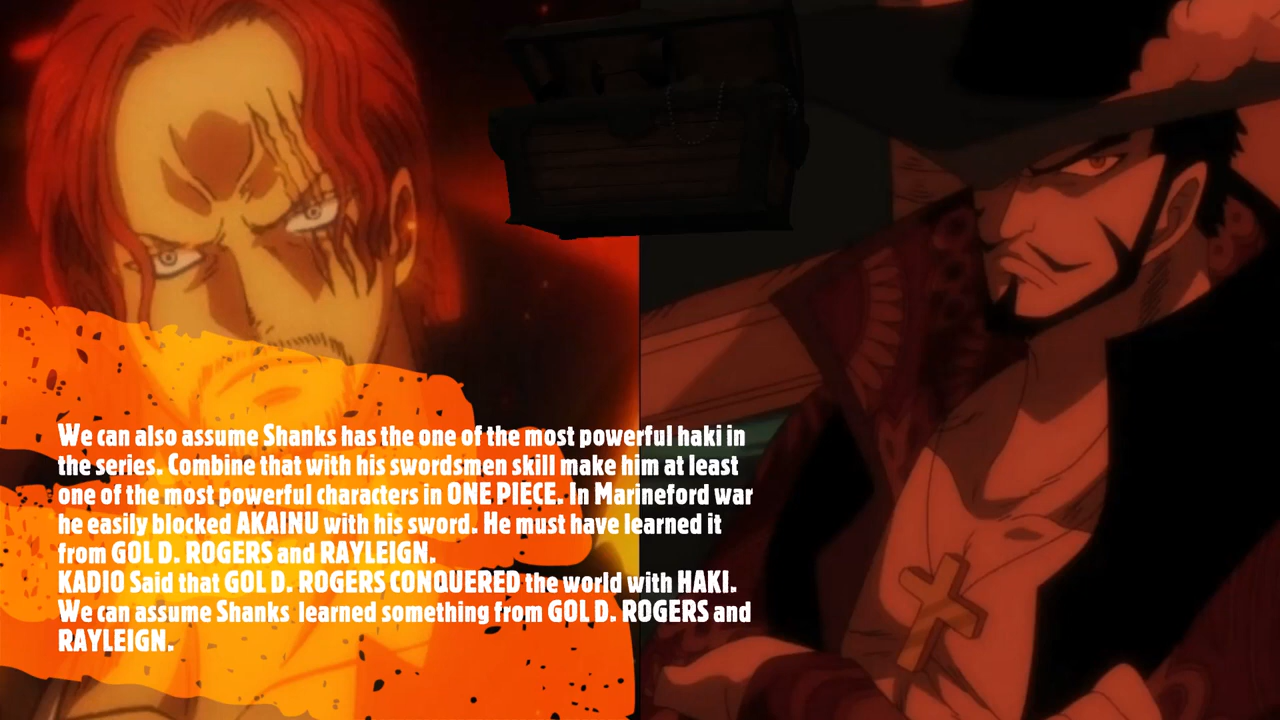 We can also assume Shanks has the one of the most powerful haki in
the series. Combine that with his swordsmen skill make him at least
one of the most powerful characters in ONE PIECE. In Marineford war
he easily blocked AKAINU with his sword. He must have learned it
from GOL D. ROGERS and RAYLEIGN.
KADIO Said that GOL D. ROGERS CONQUERED the world with HAKI.
We can assume Shanks learned something from GOL D. ROGERS and
RAYLEIGN.